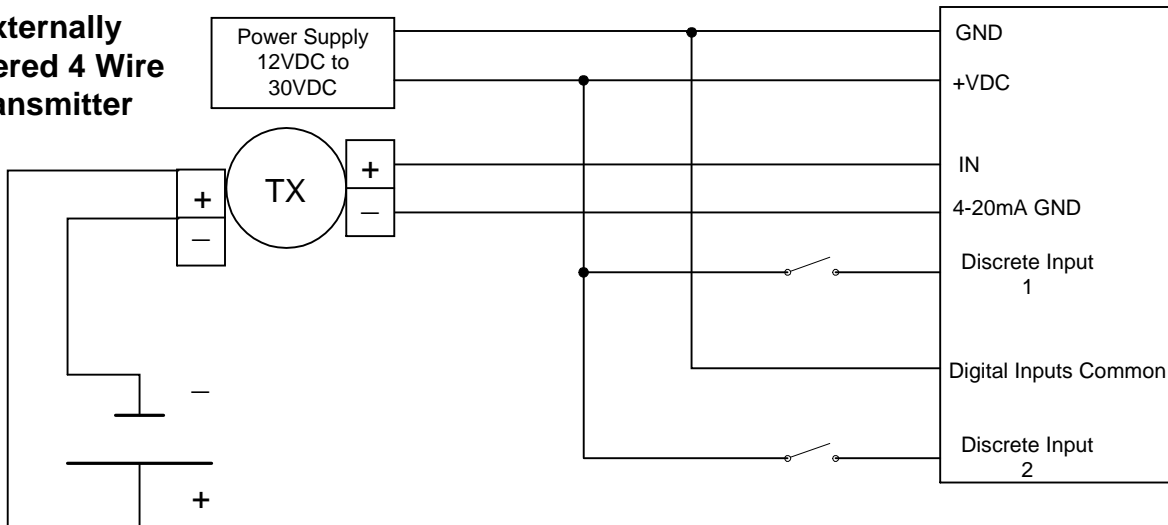 xternally
ered 4 Wire
ansmitter
Power Supply
12VDC to
30VDC
GND
+VDC
TX
+
−
+
−
IN
4-20mA GND
Discrete Input
1
Digital Inputs Common
−
+
Discrete Input
2